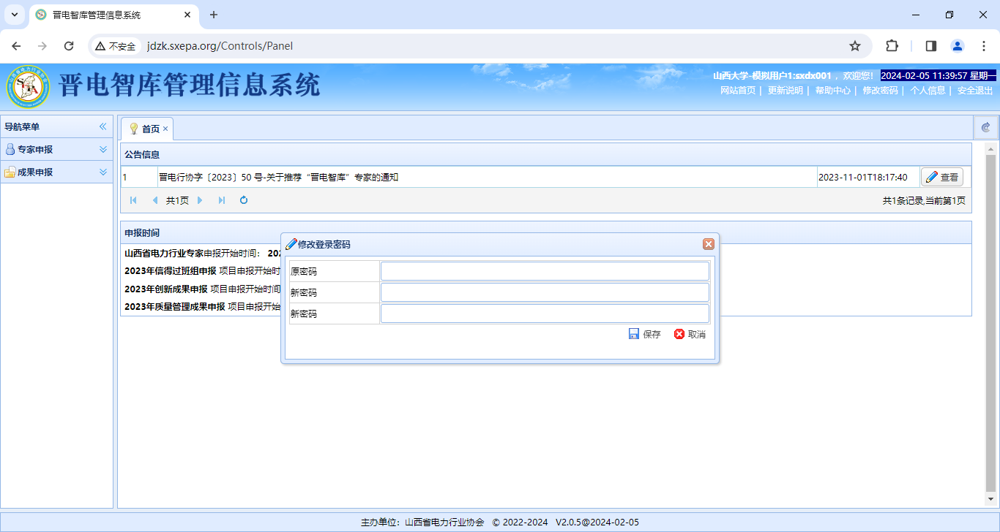 晋电智库管理信息系统
不安全 jdzk.sxepa.org/Controls/Panel
晋电智库管理信息系统
山西大学-模拟用户1:sxdx001 ，欢迎您! 2024-02-05 11:39:57 星期一
网站首页 | 更新说明 | 帮助中心 | 修改密码 | 个人信息 | 安全退出
导航菜单
专家申报
成果申报
首页
公告信息
1 晋电行协字〔2023〕50 号-关于推荐“晋电智库”专家的通知 2023-11-01T18:17:40 查看
共1页 共1条记录,当前第1页
申报时间
山西省电力行业专家申报开始时间： 202
2023年信得过班组申报 项目申报开始时
2023年创新成果申报 项目申报开始时间
2023年质量管理成果申报 项目申报开始
修改登录密码
原密码
新密码
新密码
保存 取消
主办单位：山西省电力行业协会 © 2022-2024 V2.0.5@2024-02-05